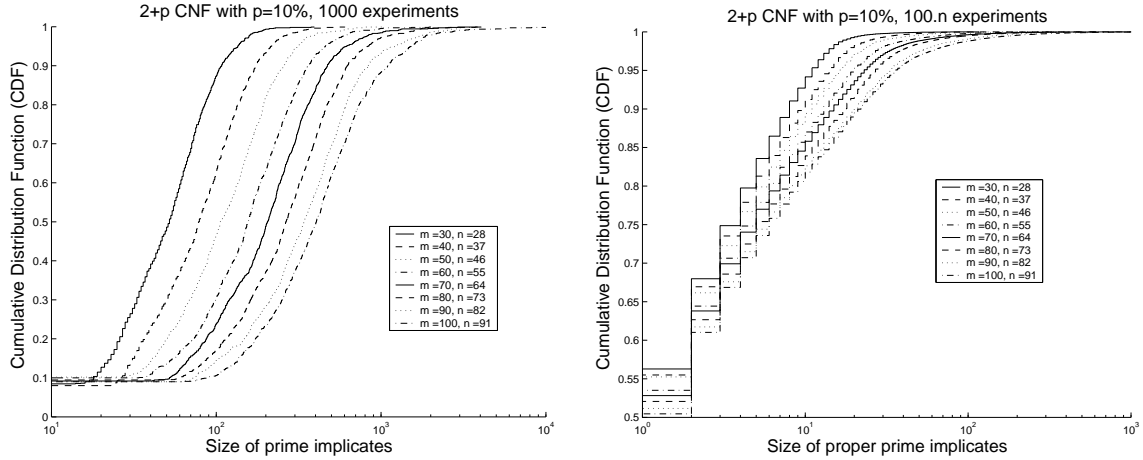 2+p CNF with p=10%, 1000 experiments
Cumulative Distribution Function (CDF)
1
0.9
0.8
0.7
0.6
0.5
0.4
0.3
0.2
0.1
0
10^1
10^2
10^3
10^4
Size of prime implicates
m =30, n =28
m =40, n =37
m =50, n =46
m =60, n =55
m =70, n =64
m =80, n =73
m =90, n =82
m =100, n =91
2+p CNF with p=10%, 100.n experiments
Cumulative Distribution Function (CDF)
1
0.95
0.9
0.85
0.8
0.75
0.7
0.65
0.6
0.55
0.5
10^0
10^1
10^2
10^3
Size of proper prime implicates
m =30, n =28
m =40, n =37
m =50, n =46
m =60, n =55
m =70, n =64
m =80, n =73
m =90, n =82
m =100, n =91